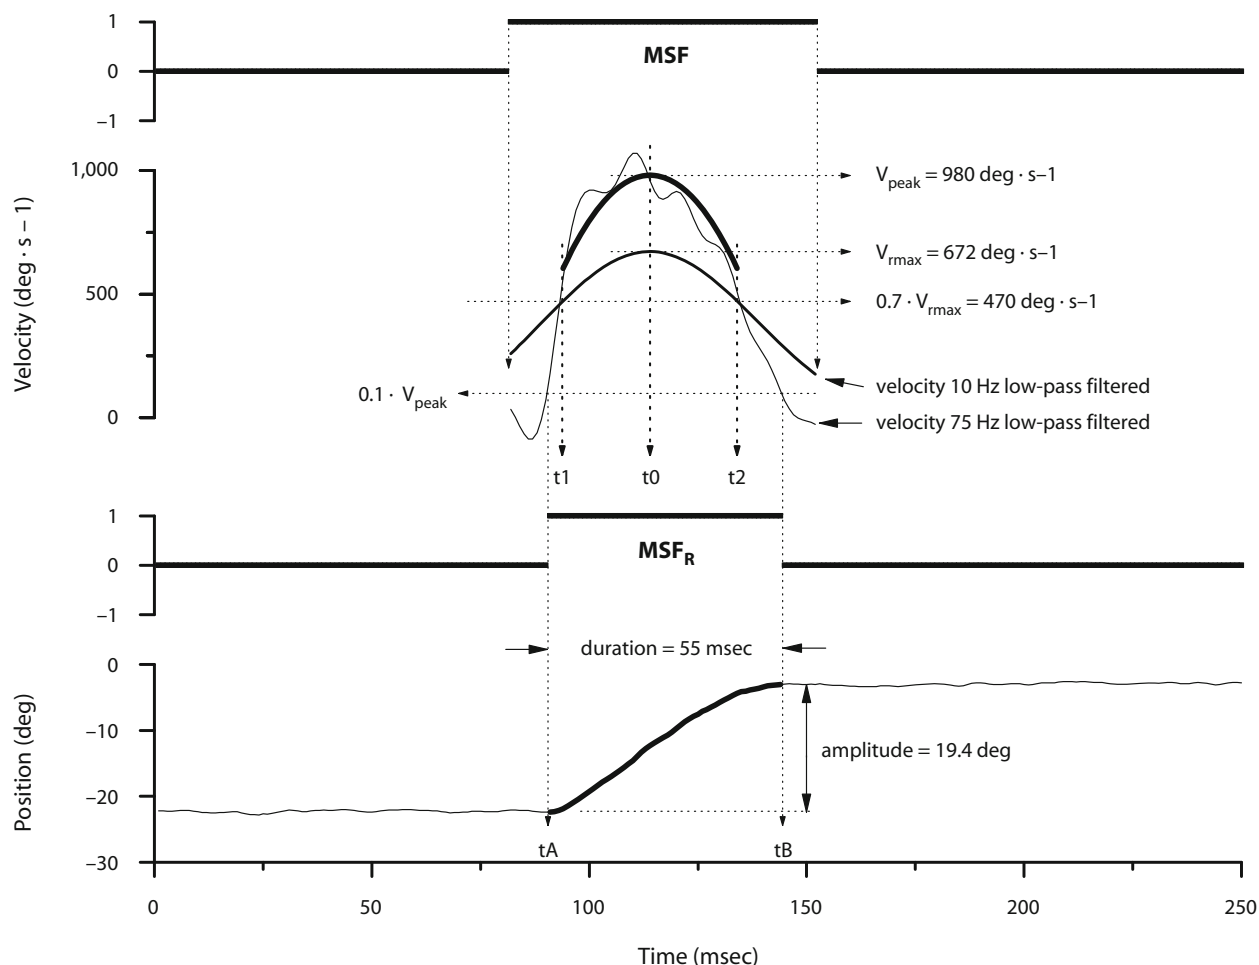 1
MSF
0
−1
1,000
V_peak = 980 deg · s–1
V_rmax = 672 deg · s–1
500
0.7 · V_rmax = 470 deg · s–1
0.1 · V_peak
velocity 10 Hz low-pass filtered
0
velocity 75 Hz low-pass filtered
Velocity (deg · s − 1)
t1 t0 t2
1
MSF_R
0
−1
duration = 55 msec
0
−10
amplitude = 19.4 deg
−20
−30
Position (deg)
tA tB
0 50 100 150 200 250
Time (msec)